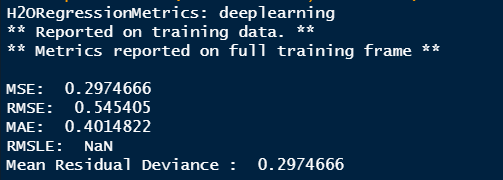 H2ORegressionMetrics: deeplearning
** Reported on training data. **
** Metrics reported on full training frame **
MSE:  0.2974666
RMSE:  0.545405
MAE:  0.4014822
RMSLE:  NaN
Mean Residual Deviance :  0.2974666